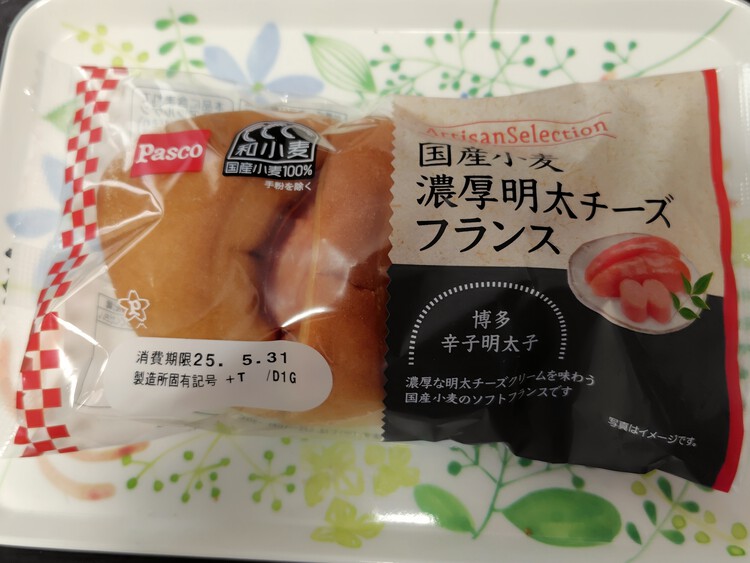 Pasco
和小麦
国産小麦100%
手粉を除く
ArtisanSelection
国産小麦
濃厚明太チーズ
フランス
博多
辛子明太子
濃厚な明太チーズクリームを味わう
国産小麦のソフトフランスです
写真はイメージです。
消費期限25. 5.31
製造所固有記号 +T /D1G